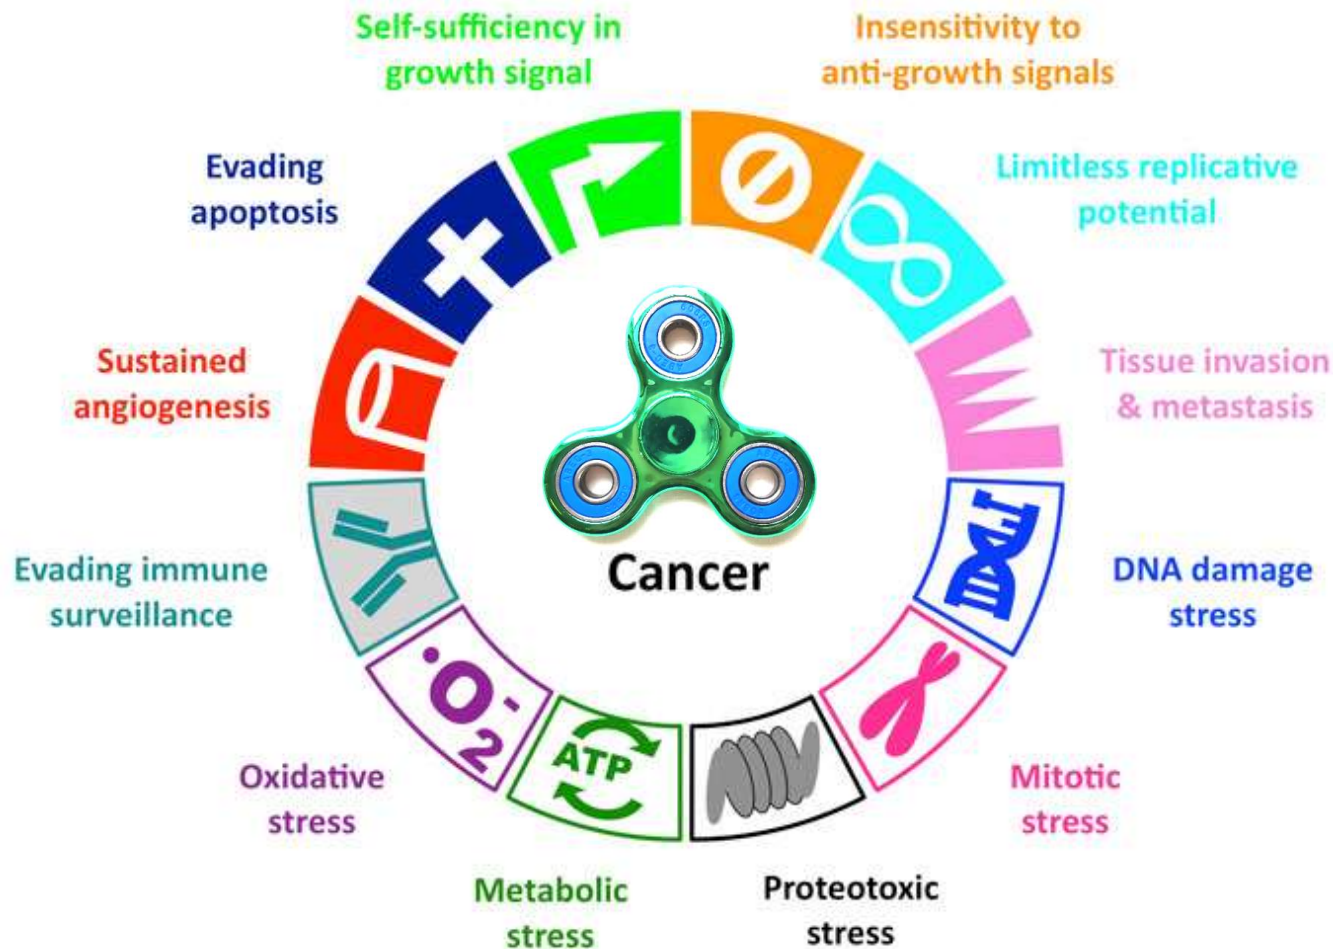 Self-sufficiency in
growth signal
Insensitivity to
anti-growth signals
Evading
apoptosis
Limitless replicative
potential
Sustained
angiogenesis
Tissue invasion
& metastasis
Cancer
Evading immune
surveillance
DNA damage
stress
•O₂⁻
ATP
Oxidative
stress
Mitotic
stress
Metabolic
stress
Proteotoxic
stress